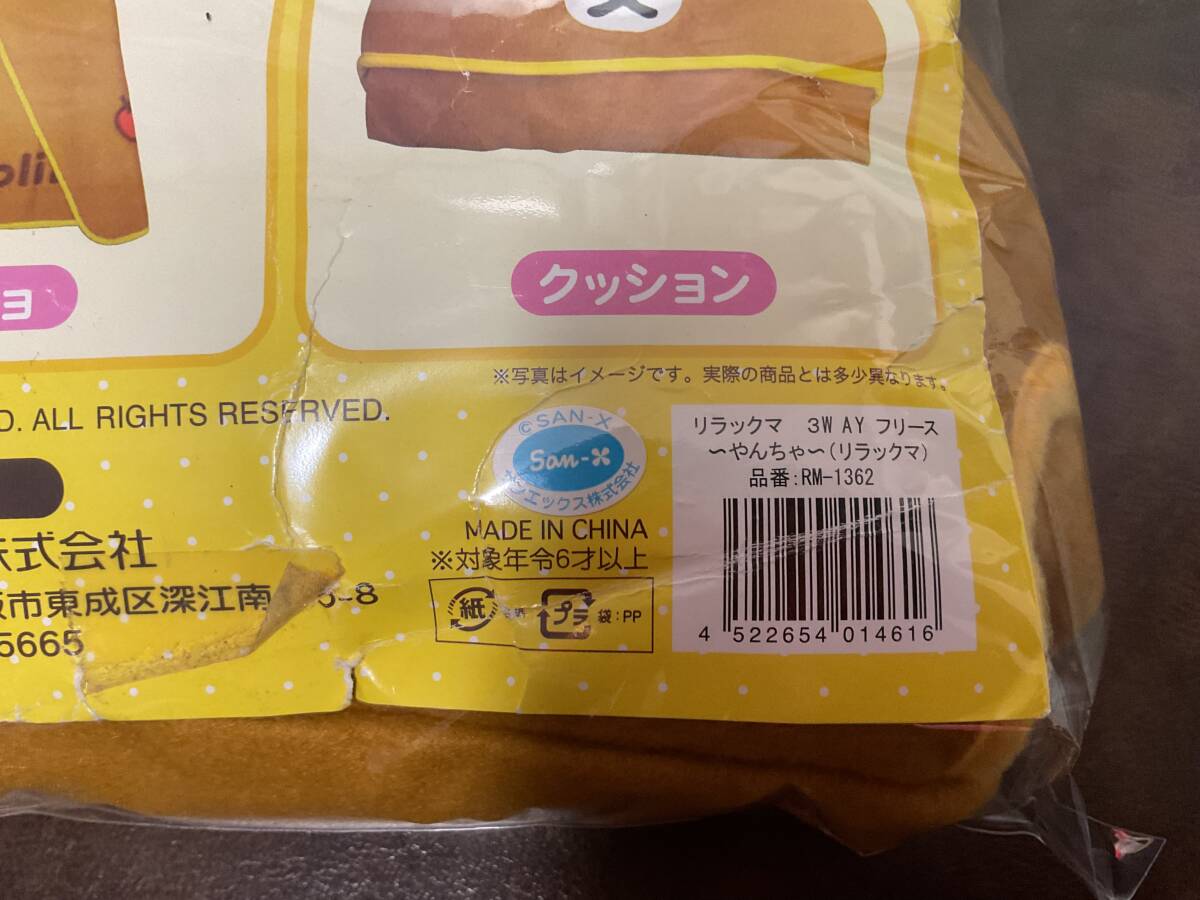 olin
ョ
クッション
※写真はイメージです。実際の商品とは多少異なります。
D. ALL RIGHTS RESERVED.
©SAN-X
San-X
サンエックス株式会社
MADE IN CHINA
※対象年令6才以上
紙
プラ
袋:PP
リラックマ 3WAY フリース
～やんちゃ～(リラックマ)
品番:RM-1362
4 522654 014616
株式会社
阪市東成区深江南
5-8
5665